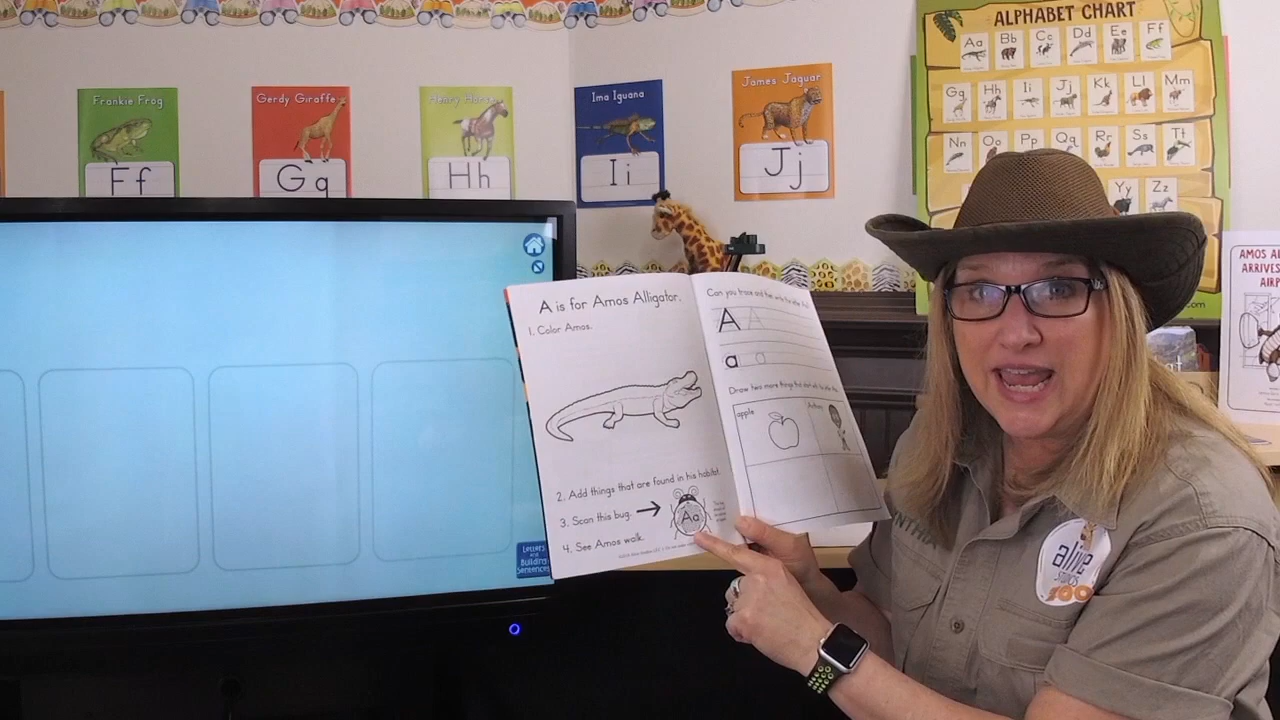 Frankie Frog
Ff
Gerdy Giraffe
Gg
Henry Horse
Hh
Ima Iguana
Ii
James Jaguar
Jj
ALPHABET CHART
Aa Bb Cc Dd Ee Ff
Gg Hh Ii Jj Kk Ll Mm
Nn Oo Pp Qq Rr Ss Tt
Yy Zz
AMOS
ARRIVES
A is for Amos Alligator.
1. Color Amos.
2. Add things that are found in his habitat.
3. Scan this bug.
Aa
4. See Amos walk.
Can you trace and then write the letter
A A
a a
Draw two more things that start with the letter
apple
Anthony
Letters
and
Building
Sentences
alive
STUDIOS
ZOO